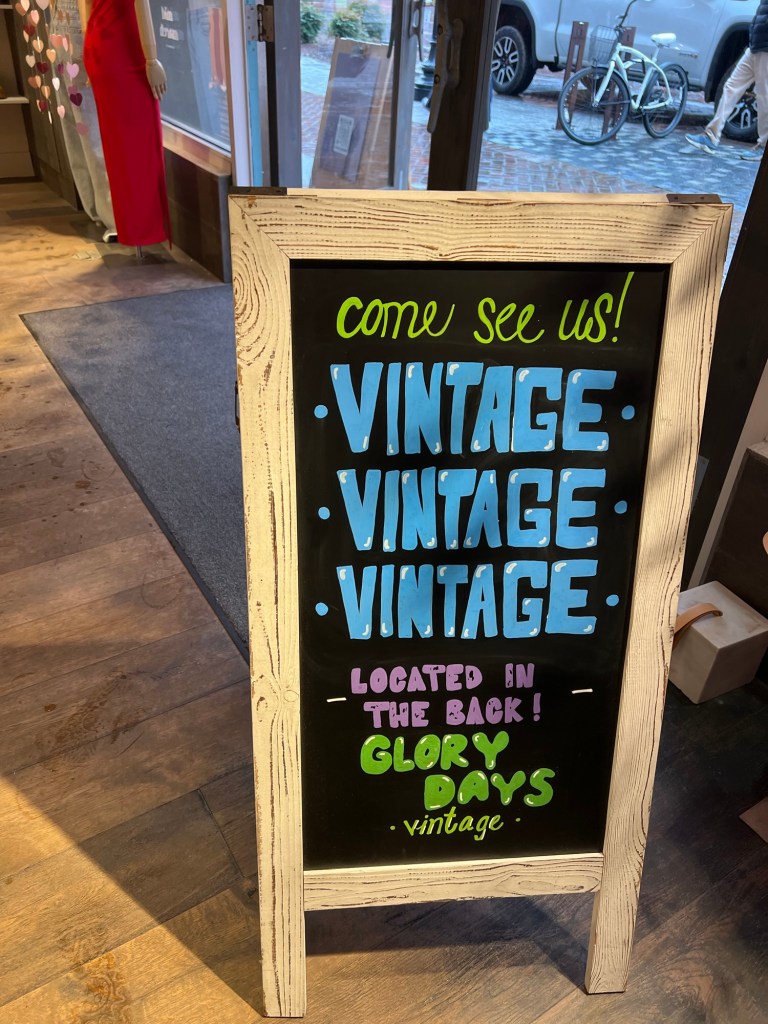 come see us!
VINTAGE
VINTAGE
VINTAGE
LOCATED IN
THE BACK!
GLORY
DAYS
vintage